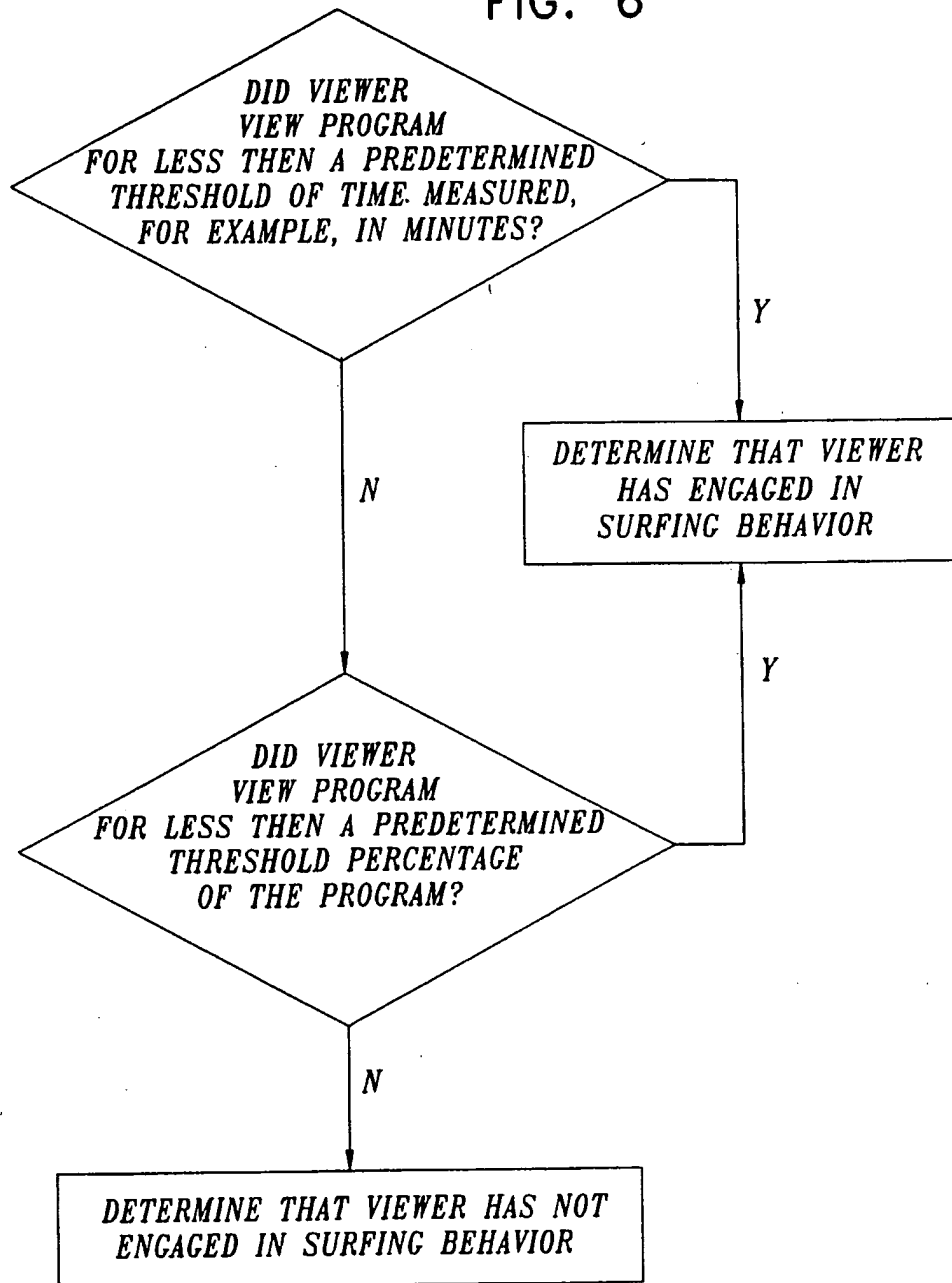 FIG. 6
DID VIEWER
VIEW PROGRAM
FOR LESS THEN A PREDETERMINED
THRESHOLD OF TIME. MEASURED,
FOR EXAMPLE, IN MINUTES?
Y
DETERMINE THAT VIEWER
HAS ENGAGED IN
SURFING BEHAVIOR
N
Y
DID VIEWER
VIEW PROGRAM
FOR LESS THEN A PREDETERMINED
THRESHOLD PERCENTAGE
OF THE PROGRAM?
N
DETERMINE THAT VIEWER HAS NOT
ENGAGED IN SURFING BEHAVIOR